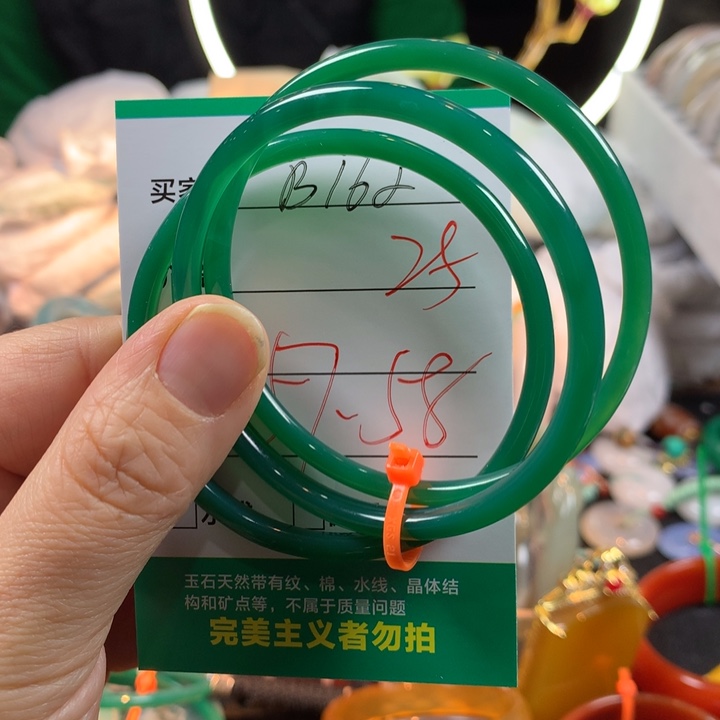 买家
B162
25
57-58
玉石天然带有纹、棉、水线、晶体结
构和矿点等，不属于质量问题
完美主义者勿拍